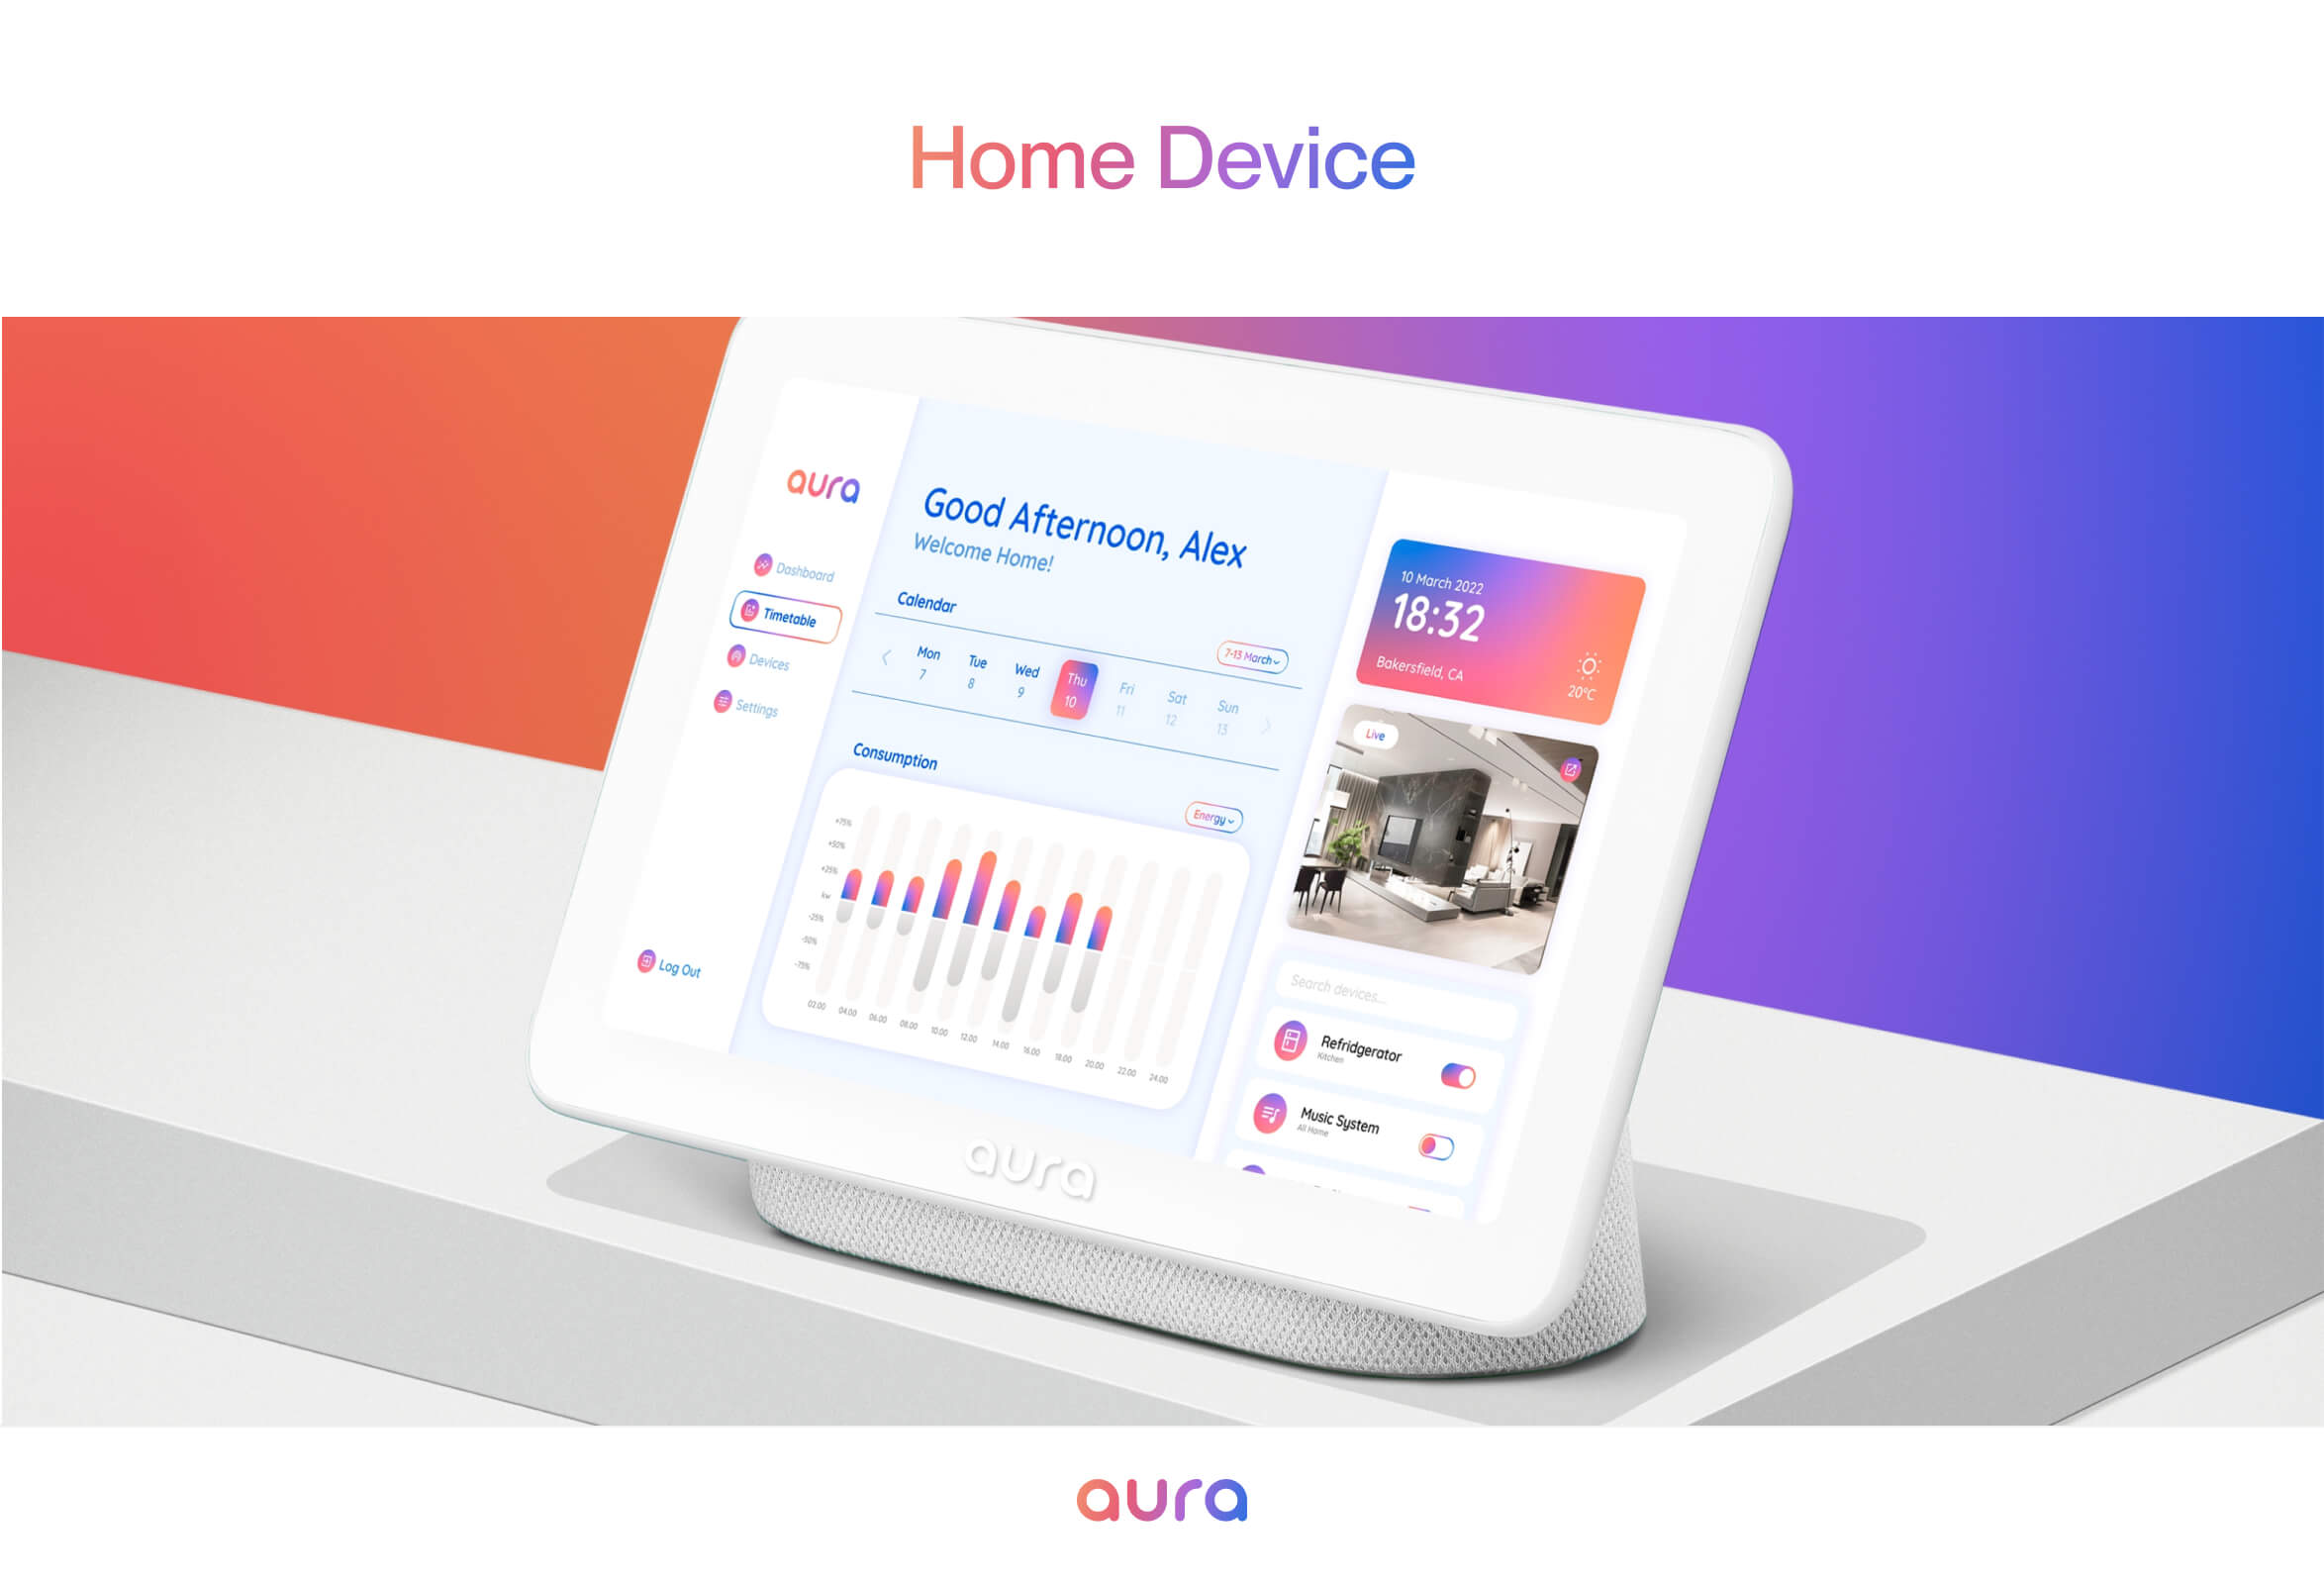 Home Device
aura
Dashboard
Timetable
Devices
Settings
Log Out
Good Afternoon, Alex
Welcome Home!
Calendar
7-13 March
Mon Tue Wed Thu Fri Sat Sun
7 8 9 10 11 12 13
Consumption
Energy
+75%
+50%
+25%
kw
-25%
-50%
-75%
02.00 04.00 06.00 08.00 10.00 12.00 14.00 16.00 18.00 20.00 22.00 24.00
10 March 2022
18:32
Bakersfield, CA
20°C
Live
Search devices...
Refridgerator
Kitchen
Music System
All Home
aura
aura